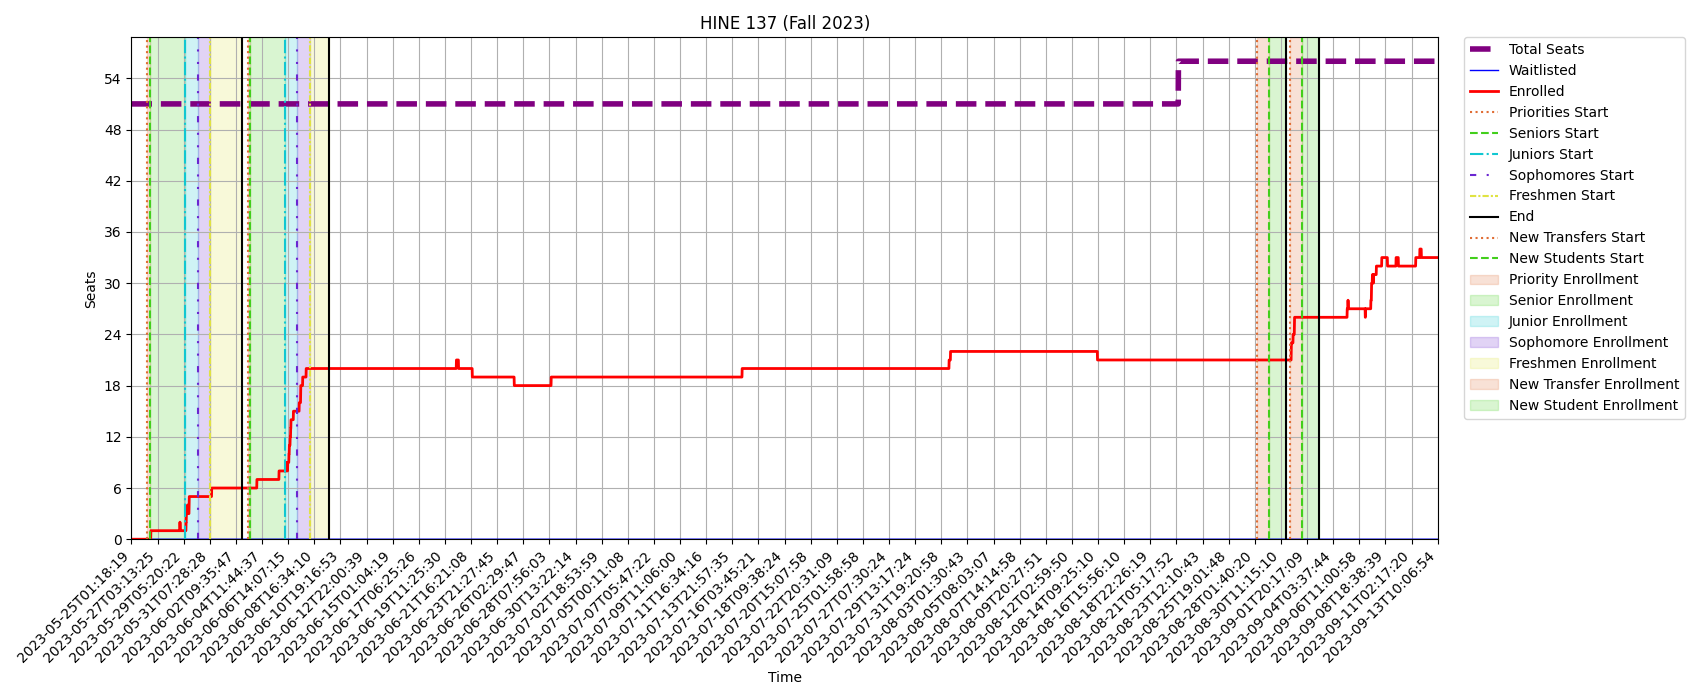 HINE 137 (Fall 2023)
Seats
54
48
42
36
30
24
18
12
6
0
2023-05-25T01:18:19
2023-05-27T03:13:25
2023-05-29T05:20:22
2023-05-31T07:28:28
2023-06-02T09:35:47
2023-06-04T11:44:37
2023-06-06T14:07:15
2023-06-08T16:34:10
2023-06-10T19:16:53
2023-06-12T22:00:39
2023-06-15T01:04:19
2023-06-17T06:25:26
2023-06-19T11:25:30
2023-06-21T16:21:08
2023-06-23T21:27:45
2023-06-26T02:29:47
2023-06-28T07:56:03
2023-06-30T13:22:14
2023-07-02T18:53:59
2023-07-05T00:11:08
2023-07-07T05:47:22
2023-07-09T11:06:00
2023-07-11T16:34:16
2023-07-13T21:57:35
2023-07-16T03:45:21
2023-07-18T09:38:24
2023-07-20T15:07:58
2023-07-22T20:31:09
2023-07-25T01:58:58
2023-07-27T07:30:24
2023-07-29T13:17:24
2023-07-31T19:20:58
2023-08-03T01:30:43
2023-08-05T08:03:07
2023-08-07T14:14:58
2023-08-09T20:27:51
2023-08-12T02:59:50
2023-08-14T09:25:10
2023-08-16T15:56:10
2023-08-18T22:26:19
2023-08-21T05:17:52
2023-08-23T12:10:43
2023-08-25T19:01:48
2023-08-28T01:40:20
2023-08-30T11:15:10
2023-09-01T20:17:09
2023-09-04T03:37:44
2023-09-06T11:00:58
2023-09-08T18:38:39
2023-09-11T02:17:20
2023-09-13T10:06:54
Time
Total Seats
Waitlisted
Enrolled
Priorities Start
Seniors Start
Juniors Start
Sophomores Start
Freshmen Start
End
New Transfers Start
New Students Start
Priority Enrollment
Senior Enrollment
Junior Enrollment
Sophomore Enrollment
Freshmen Enrollment
New Transfer Enrollment
New Student Enrollment